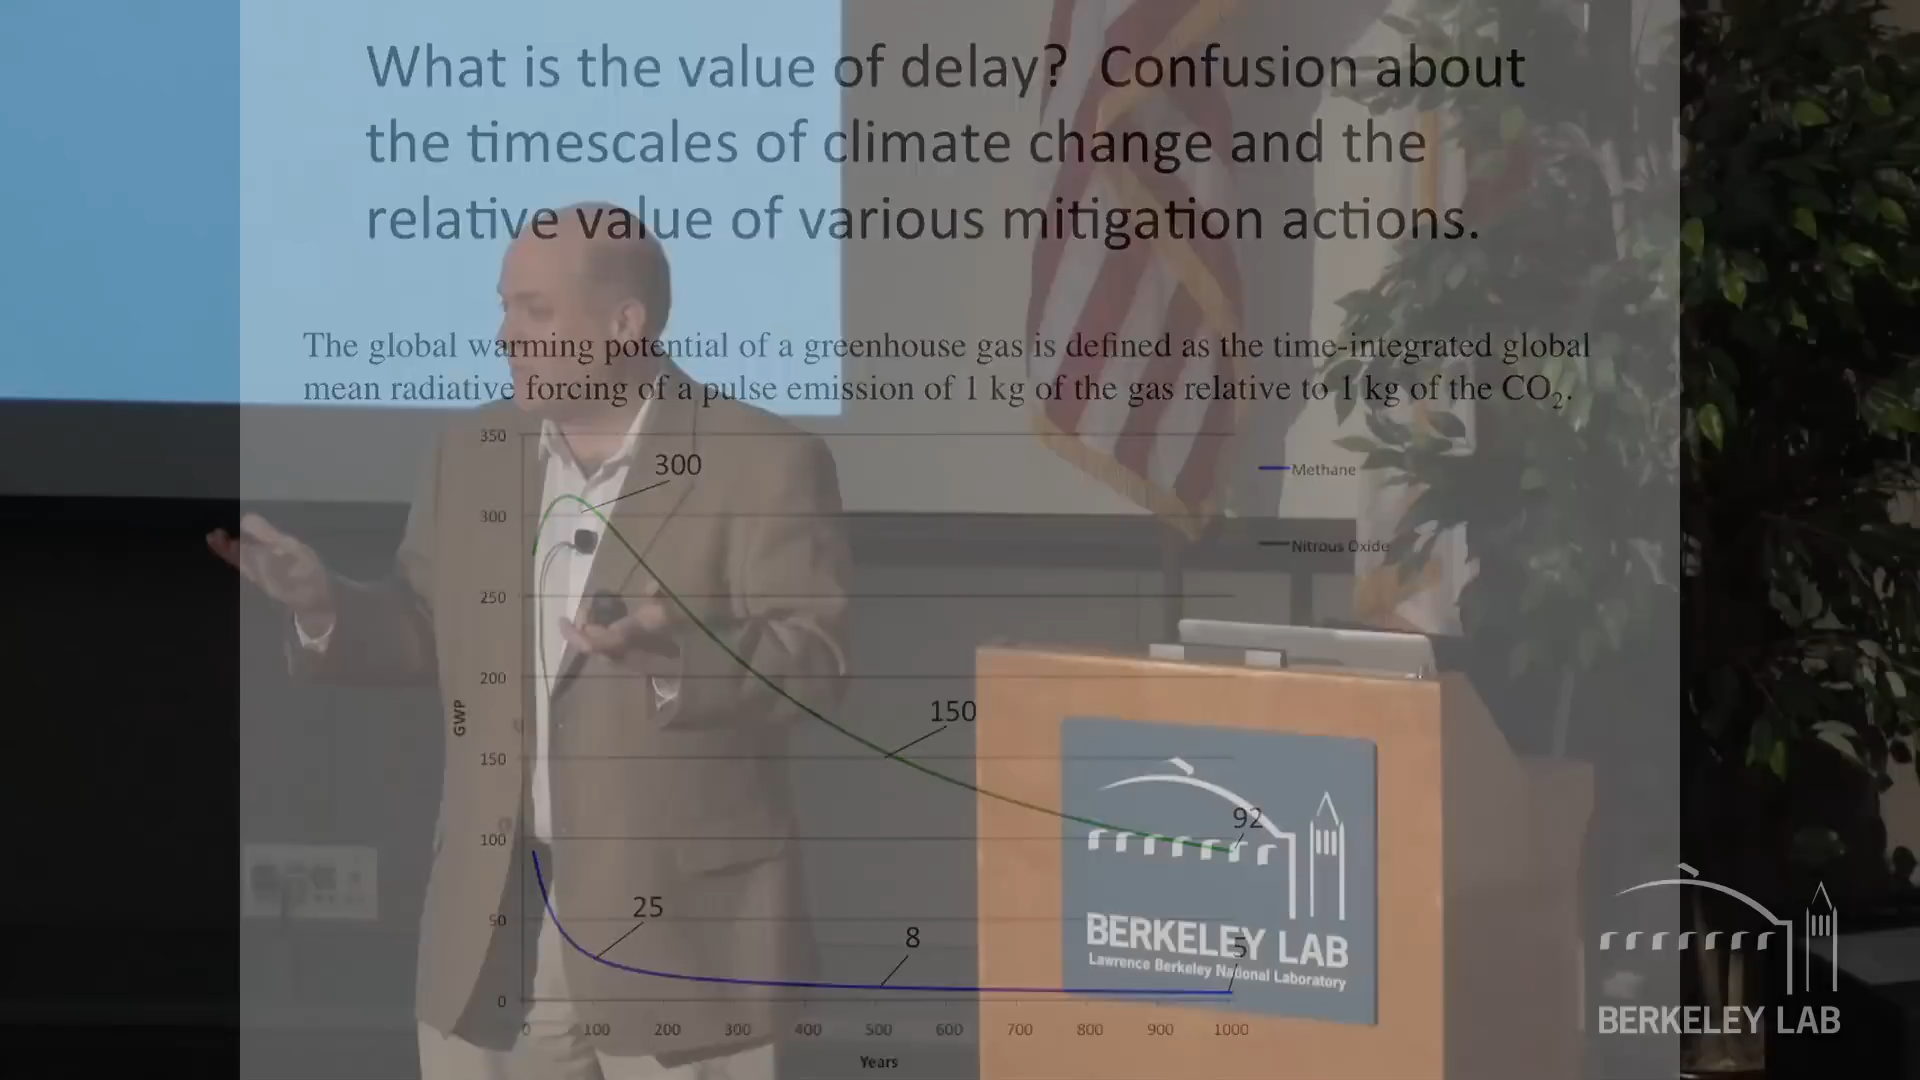 What is the value of delay? Confusion about
the timescales of climate change and the
relative value of various mitigation actions.
The global warming potential of a greenhouse gas is defined as the time-integrated global
mean radiative forcing of a pulse emission of 1 kg of the gas relative to 1 kg of the CO₂.
350
300
Methane
300
Nitrous Oxide
250
200
GWP
150
150
100
92
50
25
8
5
0
0 100 200 300 400 500 600 700 800 900 1000
Years
BERKELEY LAB
Lawrence Berkeley National Laboratory
BERKELEY LAB